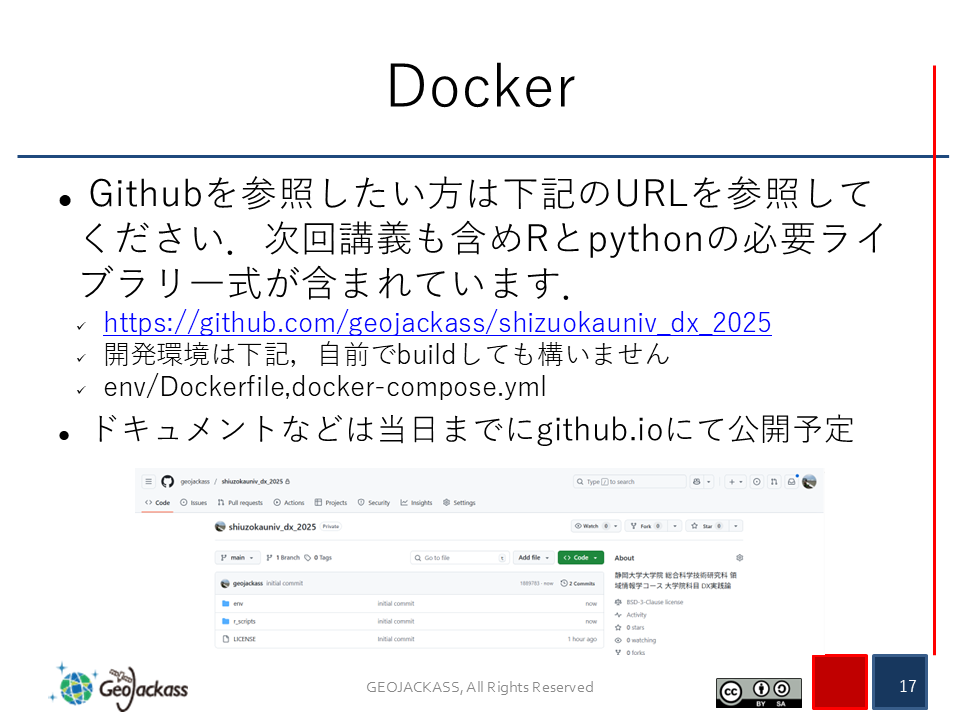 Docker
Githubを参照したい方は下記のURLを参照して
ください．次回講義も含めRとpythonの必要ライ
ブラリ一式が含まれています．
https://github.com/geojackass/shizuokauniv_dx_2025
開発環境は下記，自前でbuildしても構いません
env/Dockerfile,docker-compose.yml
ドキュメントなどは当日までにgithub.ioにて公開予定
geojackass / shiuzokauniv_dx_2025
Type / to search
Code Issues Pull requests Actions Projects Security Insights Settings
shiuzokauniv_dx_2025 Private
Watch 0 Fork 0 Star 0
main 1 Branch 0 Tags Go to file t Add file Code
About
静岡大学大学院 総合科学技術研究科 領
域情報学コース 大学院科目 DX実践論
geojackass initial commit now 2 Commits
env initial commit now
r_scripts initial commit now
LICENSE initial commit 1 hour ago
BSD-3-Clause license
Activity
0 stars
0 watching
0 forks
GeoJackass
GEOJACKASS, All Rights Reserved
CC BY SA
17